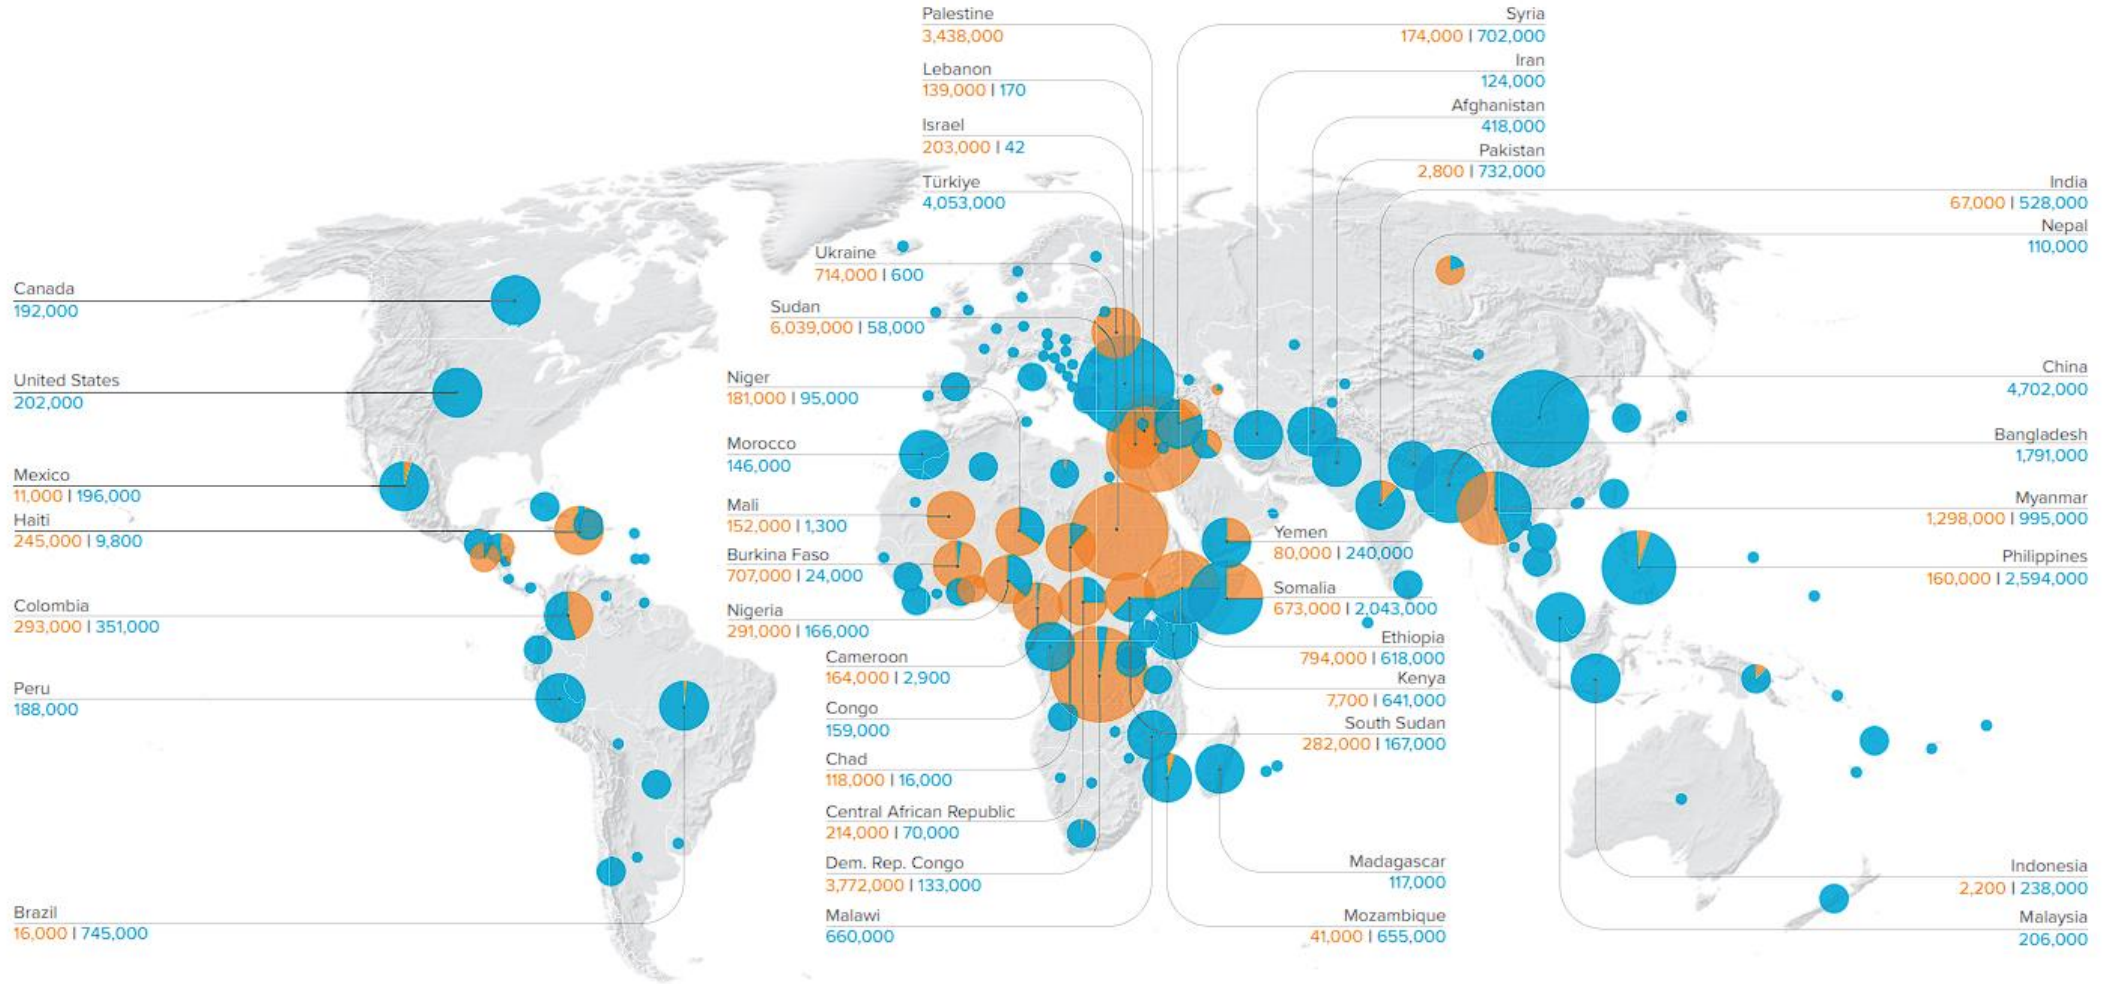 Palestine
3,438,000
Lebanon
139,000 | 170
Israel
203,000 | 42
Türkiye
4,053,000
Ukraine
714,000 | 600
Sudan
6,039,000 | 58,000
Niger
181,000 | 95,000
Morocco
146,000
Mali
152,000 | 1,300
Burkina Faso
707,000 | 24,000
Nigeria
291,000 | 166,000
Cameroon
164,000 | 2,900
Congo
159,000
Chad
118,000 | 16,000
Central African Republic
214,000 | 70,000
Dem. Rep. Congo
3,772,000 | 133,000
Malawi
660,000
Canada
192,000
United States
202,000
Mexico
11,000 | 196,000
Haiti
245,000 | 9,800
Colombia
293,000 | 351,000
Peru
188,000
Brazil
16,000 | 745,000
Syria
174,000 | 702,000
Iran
124,000
Afghanistan
418,000
Pakistan
2,800 | 732,000
India
67,000 | 528,000
Nepal
110,000
China
4,702,000
Bangladesh
1,791,000
Myanmar
1,298,000 | 995,000
Philippines
160,000 | 2,594,000
Yemen
80,000 | 240,000
Somalia
673,000 | 2,043,000
Ethiopia
794,000 | 618,000
Kenya
7,700 | 641,000
South Sudan
282,000 | 167,000
Madagascar
117,000
Mozambique
41,000 | 655,000
Indonesia
2,200 | 238,000
Malaysia
206,000